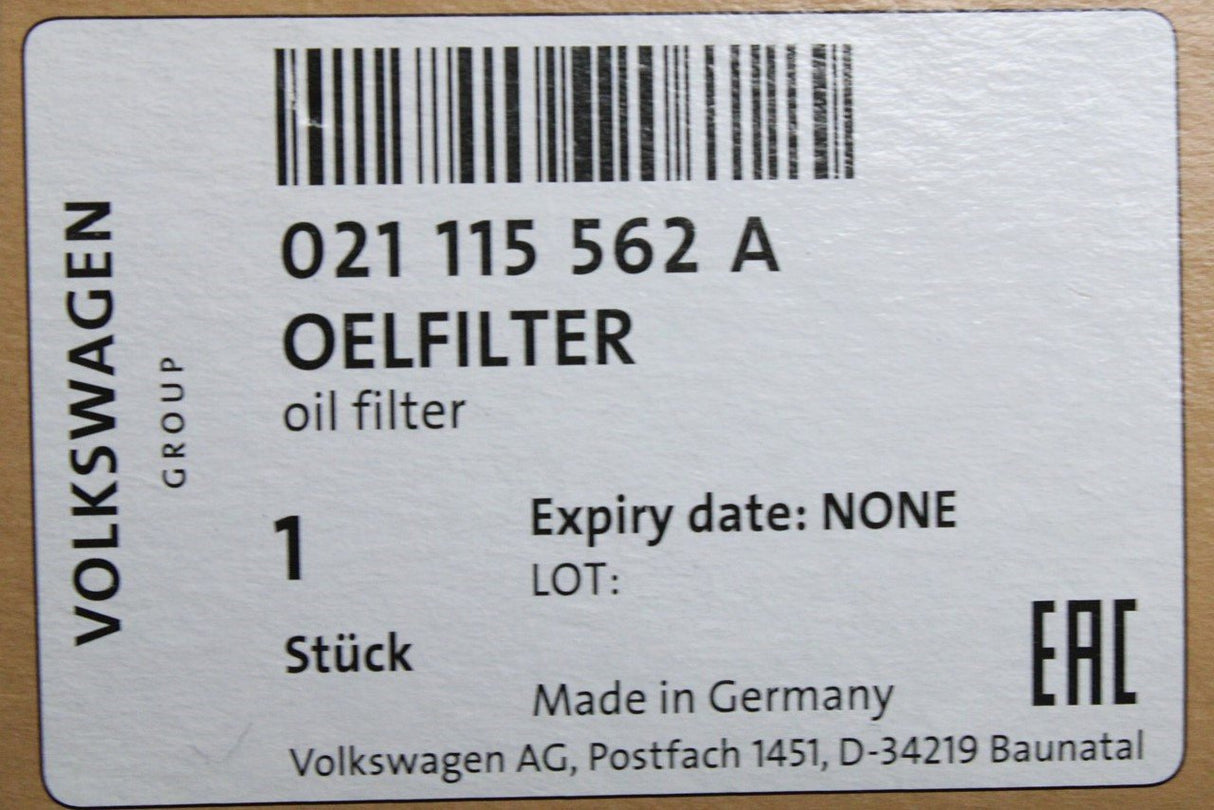 VOLKSWAGEN
GROUP
021 115 562 A
OELFILTER
oil filter
1
Stück
Expiry date: NONE
LOT:
EAC
Made in Germany
Volkswagen AG, Postfach 1451, D-34219 Baunatal